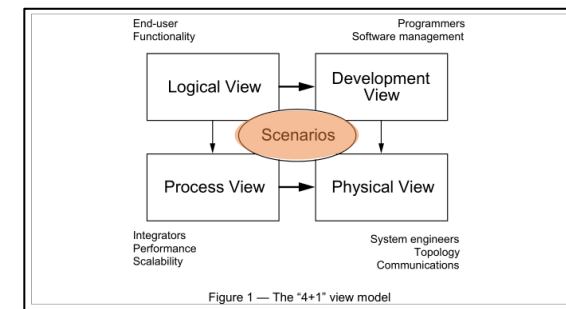 End-user
Functionality
Programmers
Software management
Logical View
Development
View
Scenarios
Process View
Physical View
Integrators
Performance
Scalability
System engineers
Topology
Communications
Figure 1 — The “4+1” view model